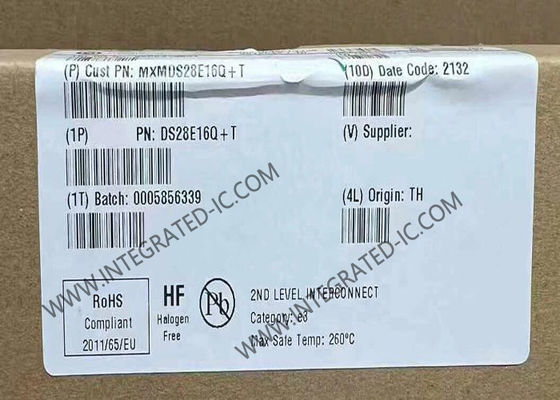 (P) Cust PN: MXMDS28E16Q+T
(10D) Date Code: 2132
(1P) PN: DS28E16Q+T
(V) Supplier:
(1T) Batch: 0005856339
(4L) Origin: TH
RoHS
Compliant
2011/65/EU
HF
Halogen
Free
Pb
2ND LEVEL INTERCONNECT
Category: e3
Max Safe Temp: 260°C
WWW.INTEGRATED-IC.COM
WWW.INTEGRATED-IC.COM